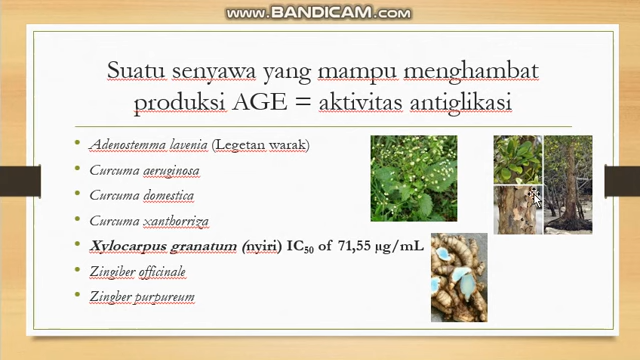 www.BANDICAM.com
Suatu senyawa yang mampu menghambat
produksi AGE = aktivitas antiglikasi
• Adenostemma lavenia (Legetan warak)
• Curcuma aeruginosa
• Curcuma domestica
• Curcuma xanthorriza
• Xylocarpus granatum (nyiri) IC50 of 71,55 µg/mL
• Zingiber officinale
• Zingber purpureum